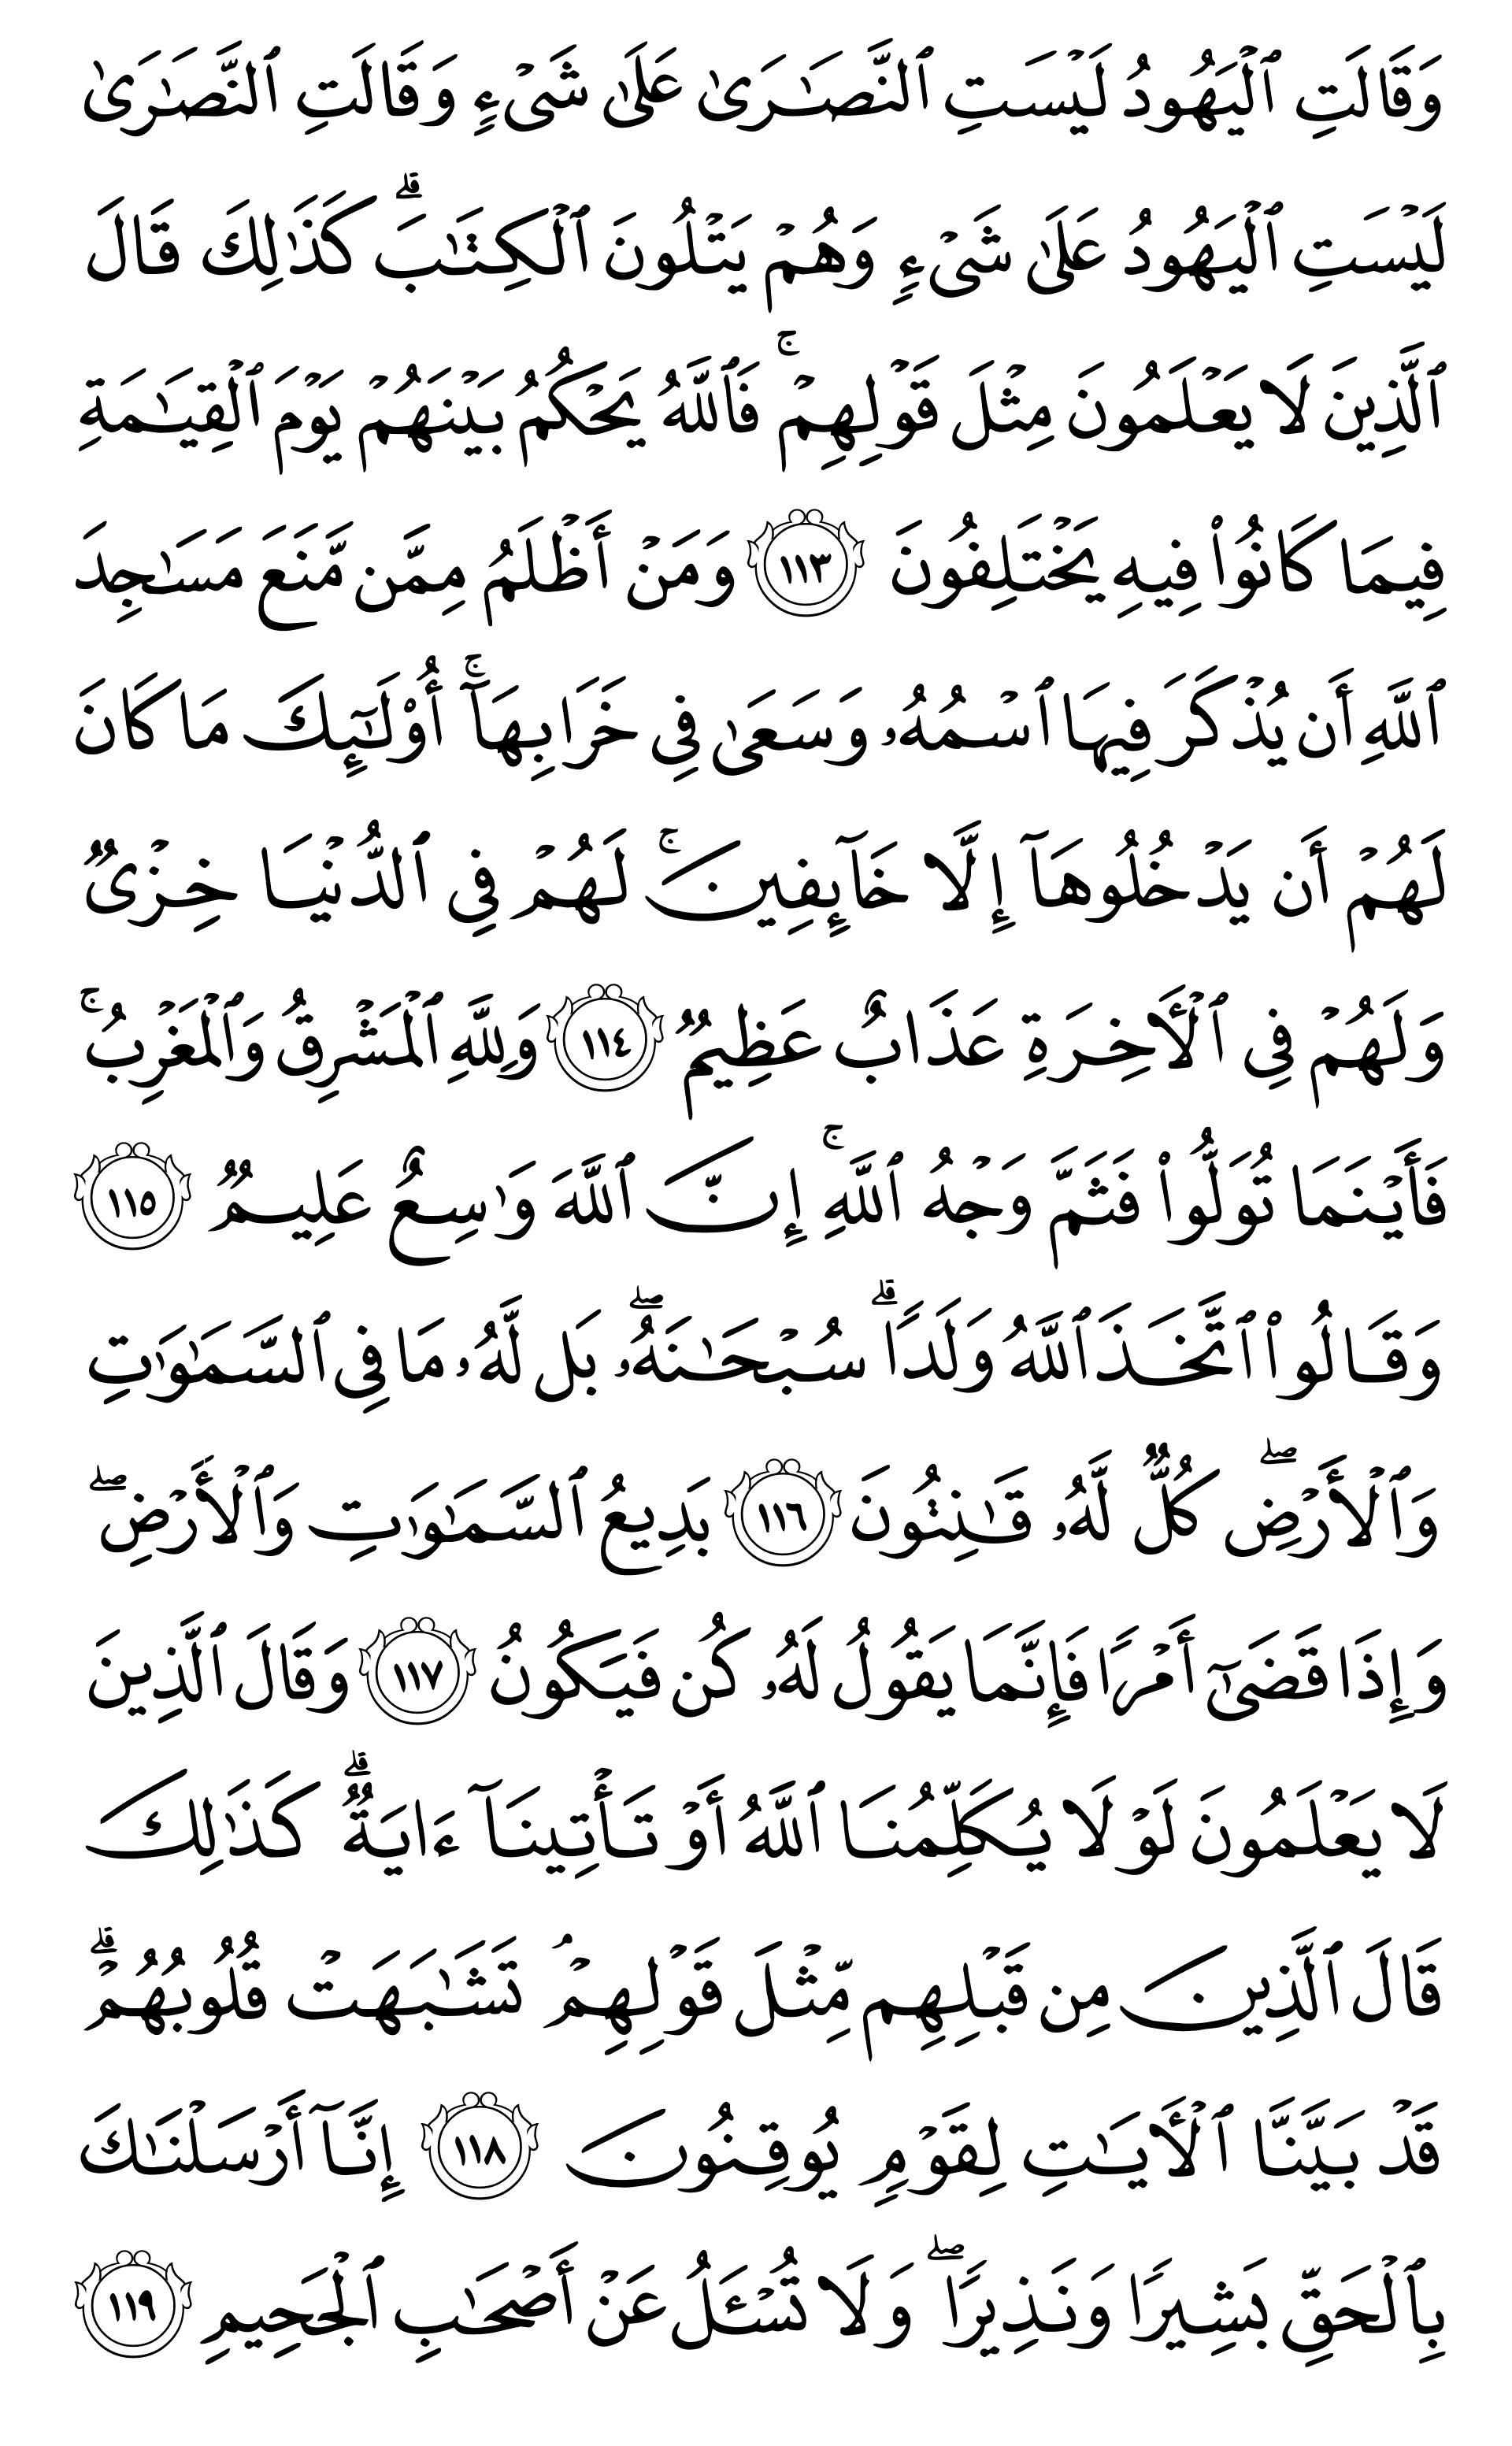 وَقَالَتِ ٱلۡيَهُودُ لَيۡسَتِ ٱلنَّصَٰرَىٰ عَلَىٰ شَيۡءٖ وَقَالَتِ ٱلنَّصَٰرَىٰ
لَيۡسَتِ ٱلۡيَهُودُ عَلَىٰ شَيۡءٖ وَهُمۡ يَتۡلُونَ ٱلۡكِتَٰبَۗ كَذَٰلِكَ قَالَ
ٱلَّذِينَ لَا يَعۡلَمُونَ مِثۡلَ قَوۡلِهِمۡۚ فَٱللَّهُ يَحۡكُمُ بَيۡنَهُمۡ يَوۡمَ ٱلۡقِيَٰمَةِ
فِيمَا كَانُواْ فِيهِ يَخۡتَلِفُونَ ١١٣ وَمَنۡ أَظۡلَمُ مِمَّن مَّنَعَ مَسَٰجِدَ
ٱللَّهِ أَن يُذۡكَرَ فِيهَا ٱسۡمُهُۥ وَسَعَىٰ فِي خَرَابِهَآۚ أُوْلَٰٓئِكَ مَا كَانَ
لَهُمۡ أَن يَدۡخُلُوهَآ إِلَّا خَآئِفِينَۚ لَهُمۡ فِي ٱلدُّنۡيَا خِزۡيٞ
وَلَهُمۡ فِي ٱلۡأٓخِرَةِ عَذَابٌ عَظِيمٞ ١١٤ وَلِلَّهِ ٱلۡمَشۡرِقُ وَٱلۡمَغۡرِبُۚ
فَأَيۡنَمَا تُوَلُّواْ فَثَمَّ وَجۡهُ ٱللَّهِۚ إِنَّ ٱللَّهَ وَٰسِعٌ عَلِيمٞ ١١٥
وَقَالُواْ ٱتَّخَذَ ٱللَّهُ وَلَدٗاۗ سُبۡحَٰنَهُۥۖ بَل لَّهُۥ مَا فِي ٱلسَّمَٰوَٰتِ
وَٱلۡأَرۡضِۖ كُلّٞ لَّهُۥ قَٰنِتُونَ ١١٦ بَدِيعُ ٱلسَّمَٰوَٰتِ وَٱلۡأَرۡضِۖ
وَإِذَا قَضَىٰٓ أَمۡرٗا فَإِنَّمَا يَقُولُ لَهُۥ كُن فَيَكُونُ ١١٧ وَقَالَ ٱلَّذِينَ
لَا يَعۡلَمُونَ لَوۡلَا يُكَلِّمُنَا ٱللَّهُ أَوۡ تَأۡتِينَآ ءَايَةٞۗ كَذَٰلِكَ
قَالَ ٱلَّذِينَ مِن قَبۡلِهِم مِّثۡلَ قَوۡلِهِمۡۘ تَشَٰبَهَتۡ قُلُوبُهُمۡۗ
قَدۡ بَيَّنَّا ٱلۡأٓيَٰتِ لِقَوۡمٖ يُوقِنُونَ ١١٨ إِنَّآ أَرۡسَلۡنَٰكَ
بِٱلۡحَقِّ بَشِيرٗا وَنَذِيرٗاۖ وَلَا تُسۡـَٔلُ عَنۡ أَصۡحَٰبِ ٱلۡجَحِيمِ ١١٩